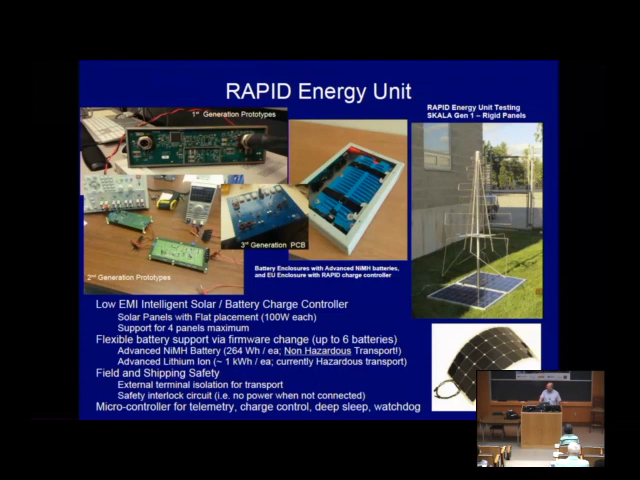 RAPID Energy Unit
1st Generation Prototypes
RAPID Energy Unit Testing
SKALA Gen 1 – Rigid Panels
3rd Generation PCB
2nd Generation Prototypes
Battery Enclosures with Advanced NiMH batteries,
and EU Enclosure with RAPID charge controller
Low EMI Intelligent Solar / Battery Charge Controller
Solar Panels with Flat placement (100W each)
Support for 4 panels maximum
Flexible battery support via firmware change (up to 6 batteries)
Advanced NiMH Battery (264 Wh / ea; Non Hazardous Transport!)
Advanced Lithium Ion (~ 1 kWh / ea; currently Hazardous transport)
Field and Shipping Safety
External terminal isolation for transport
Safety interlock circuit (i.e. no power when not connected)
Micro-controller for telemetry, charge control, deep sleep, watchdog